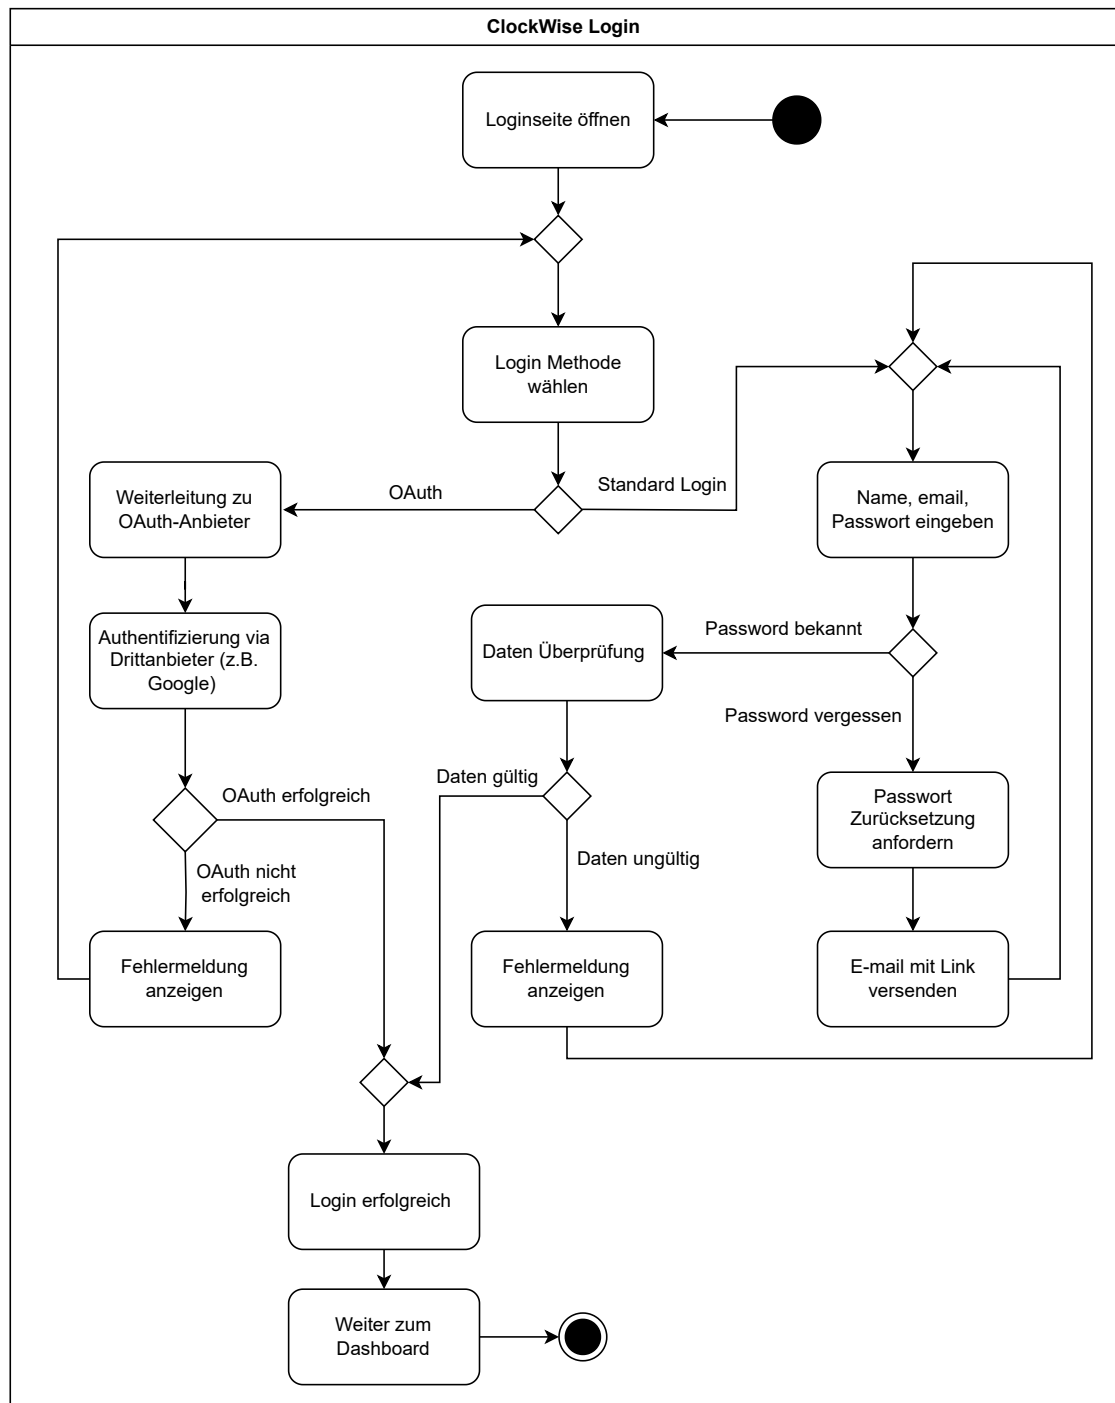 ClockWise Login
Loginseite öffnen
Login Methode
wählen
OAuth
Standard Login
Weiterleitung zu
OAuth-Anbieter
Name, email,
Passwort eingeben
Authentifizierung via
Drittanbieter (z.B.
Google)
Daten Überprüfung
Password bekannt
Password vergessen
Daten gültig
OAuth erfolgreich
Passwort
Zurücksetzung
anfordern
OAuth nicht
erfolgreich
Daten ungültig
Fehlermeldung
anzeigen
Fehlermeldung
anzeigen
E-mail mit Link
versenden
Login erfolgreich
Weiter zum
Dashboard